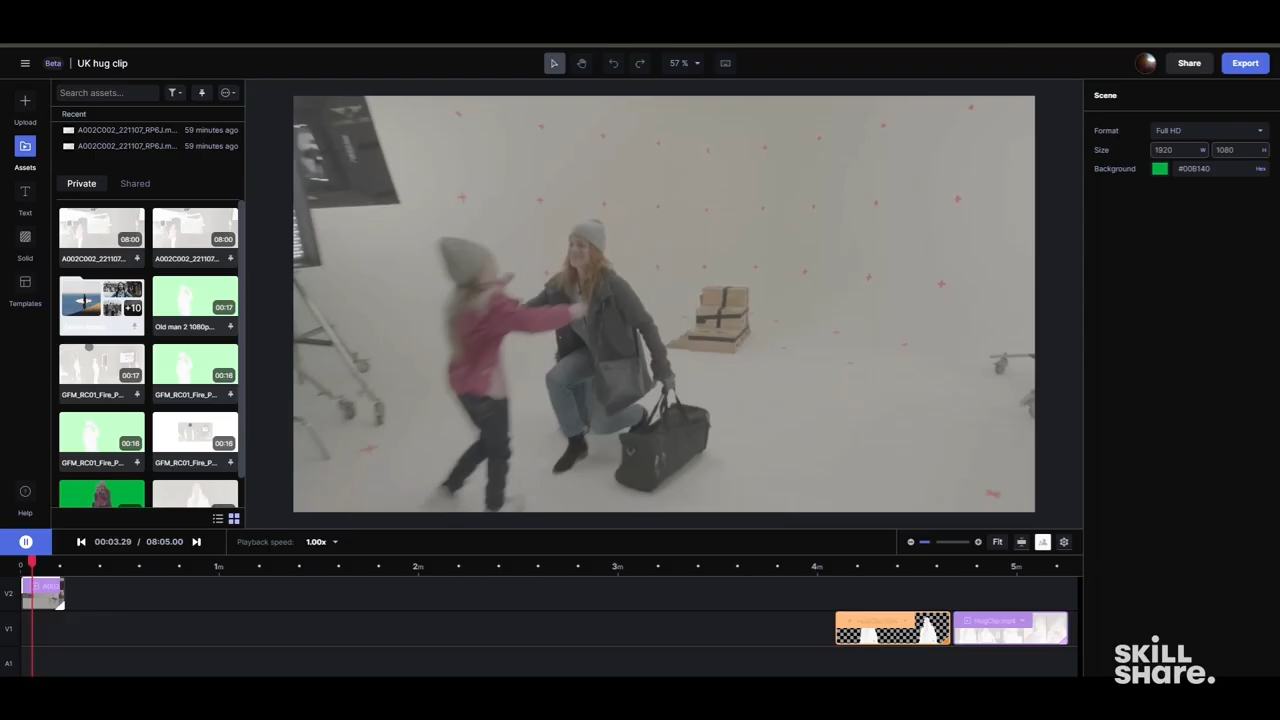 Beta | UK hug clip
57 %
Share
Export
Search assets...
Recent
A002C002_221107_RP6J.m... 59 minutes ago
A002C002_221107_RP6J.m... 59 minutes ago
Private
Shared
Upload
Assets
Text
Solid
Templates
Help
08:00
08:00
A002C002_221107...
A002C002_221107...
+10
00:17
Old man 2 1080p...
00:17
00:16
GFM_RC01_Fire_P...
GFM_RC01_Fire_P...
00:16
00:16
GFM_RC01_Fire_P...
GFM_RC01_Fire_P...
Scene
Format Full HD
Size 1920 W 1080 H
Background #00B140 Hex
00:03.29 / 08:05.00
Playback speed: 1.00x
Fit
0 1m 2m 3m 4m 5m
V2
V1
HugClip.mp4
A1
SKiLL
SHaRe.